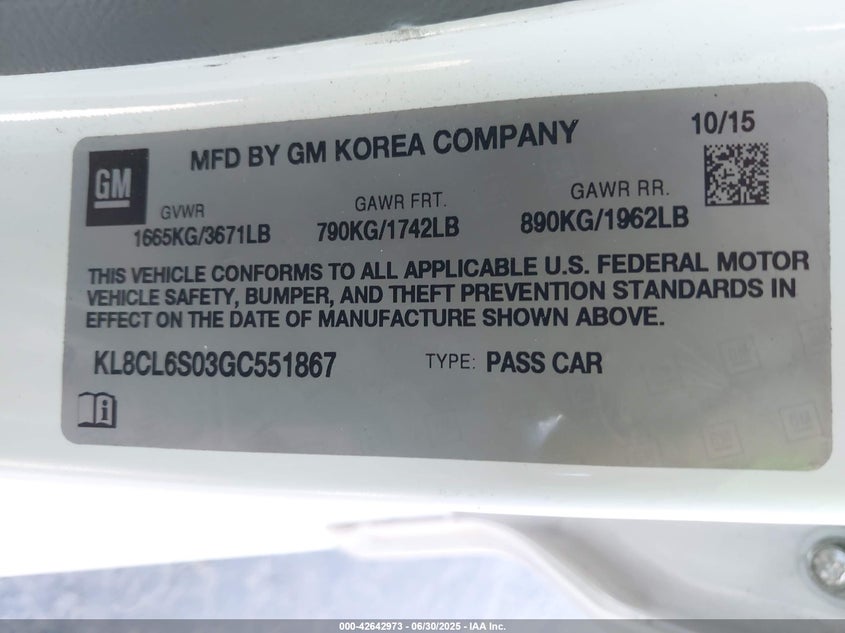 GM
MFD BY GM KOREA COMPANY
10/15
GVWR
1665KG/3671LB
GAWR FRT.
790KG/1742LB
GAWR RR.
890KG/1962LB
THIS VEHICLE CONFORMS TO ALL APPLICABLE U.S. FEDERAL MOTOR
VEHICLE SAFETY, BUMPER, AND THEFT PREVENTION STANDARDS IN
EFFECT ON THE DATE OF MANUFACTURE SHOWN ABOVE.
KL8CL6S03GC551867
TYPE: PASS CAR
i
GM
GM
000-42642973 - 06/30/2025 - IAA Inc.